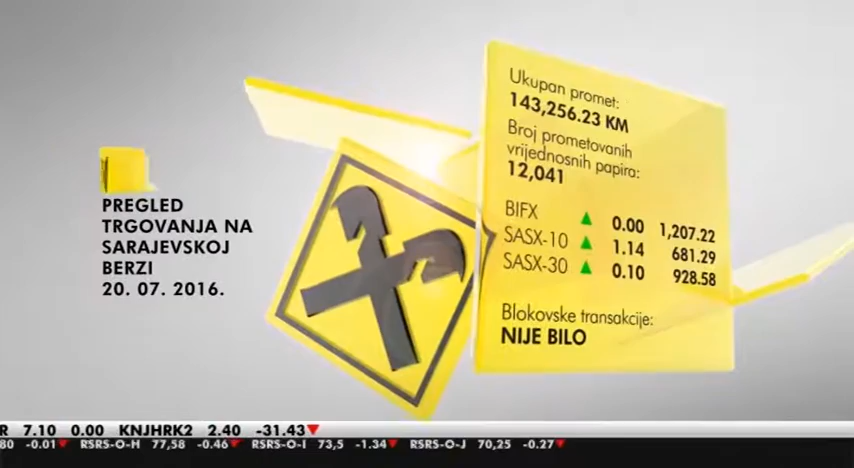 PREGLED
TRGOVANJA NA
SARAJEVSKOJ
BERZI
20. 07. 2016.
Ukupan promet:
143,256.23 KM
Broj prometovanih
vrijednosnih papira:
12,041
BIFX ▲ 0.00 1,207.22
SASX-10 ▲ 1.14 681.29
SASX-30 ▲ 0.10 928.58
Blokovske transakcije:
NIJE BILO
R 7.10 0.00 KNJHRK2 2.40 -31.43▼
80 -0.01▼ RSRS-O-H 77,58 -0.46▼ RSRS-O-I 73,5 -1.34▼ RSRS-O-J 70,25 -0.27▼